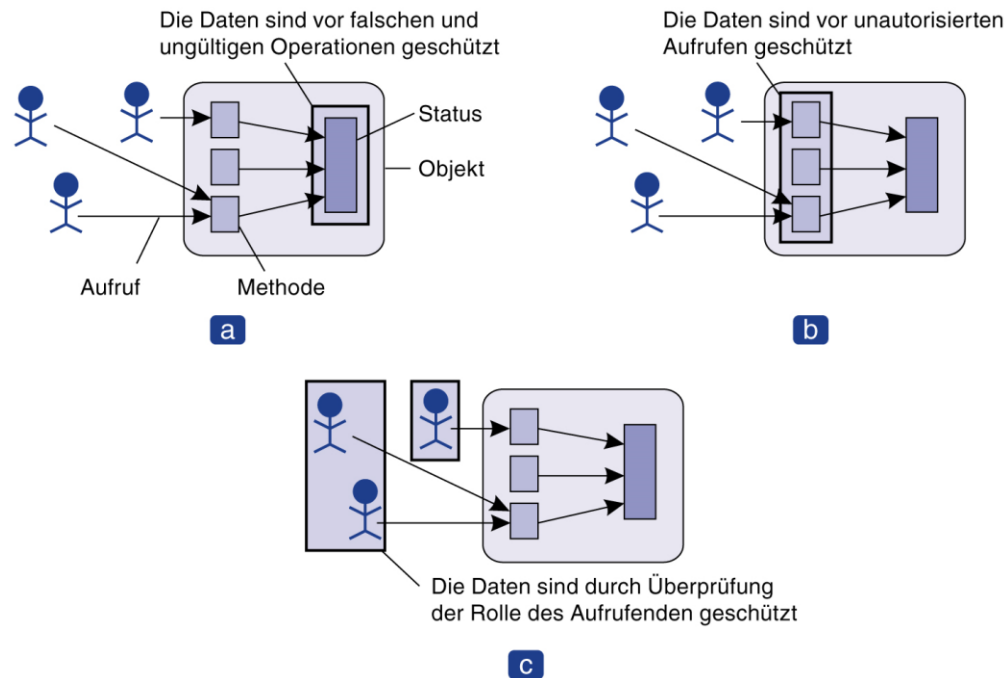 Die Daten sind vor falschen und
ungültigen Operationen geschützt
Status
Objekt
Aufruf
Methode
a
Die Daten sind vor unautorisierten
Aufrufen geschützt
b
Die Daten sind durch Überprüfung
der Rolle des Aufrufenden geschützt
c